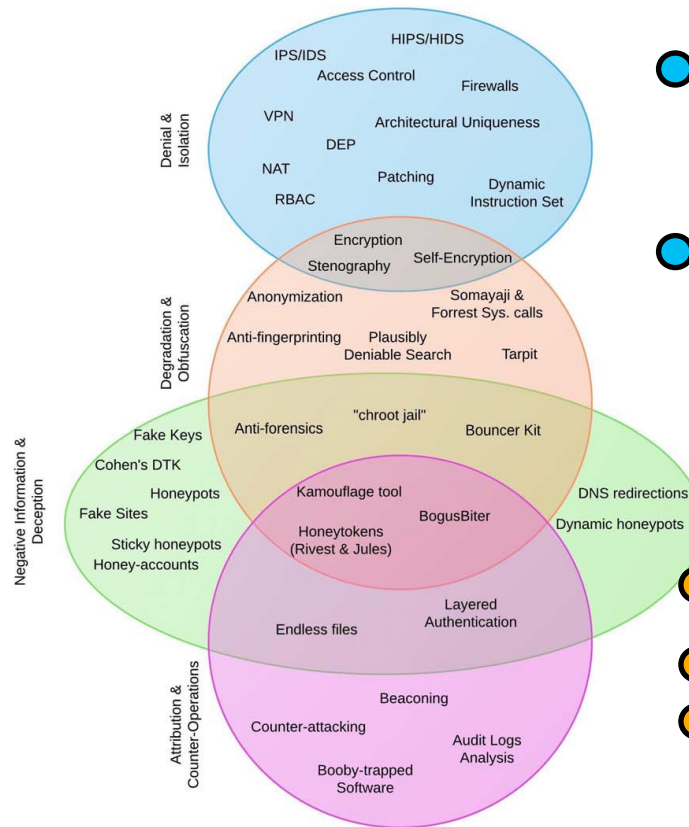 HIPS/HIDS
IPS/IDS
Access Control
Firewalls
VPN
Architectural Uniqueness
DEP
NAT
Patching
RBAC
Dynamic
Instruction Set
Denial &
Isolation
Encryption
Stenography
Self-Encryption
Anonymization
Somayaji &
Forrest Sys. calls
Anti-fingerprinting
Plausibly
Deniable Search
Tarpit
Degradation &
Obfuscation
"chroot jail"
Anti-forensics
Bouncer Kit
Fake Keys
Cohen's DTK
Honeypots
Fake Sites
Sticky honeypots
Honey-accounts
Negative Information &
Deception
Kamouflage tool
BogusBiter
Honeytokens
(Rivest & Jules)
DNS redirections
Dynamic honeypots
Layered
Authentication
Endless files
Beaconing
Counter-attacking
Audit Logs
Analysis
Booby-trapped
Software
Attribution &
Counter-Operations